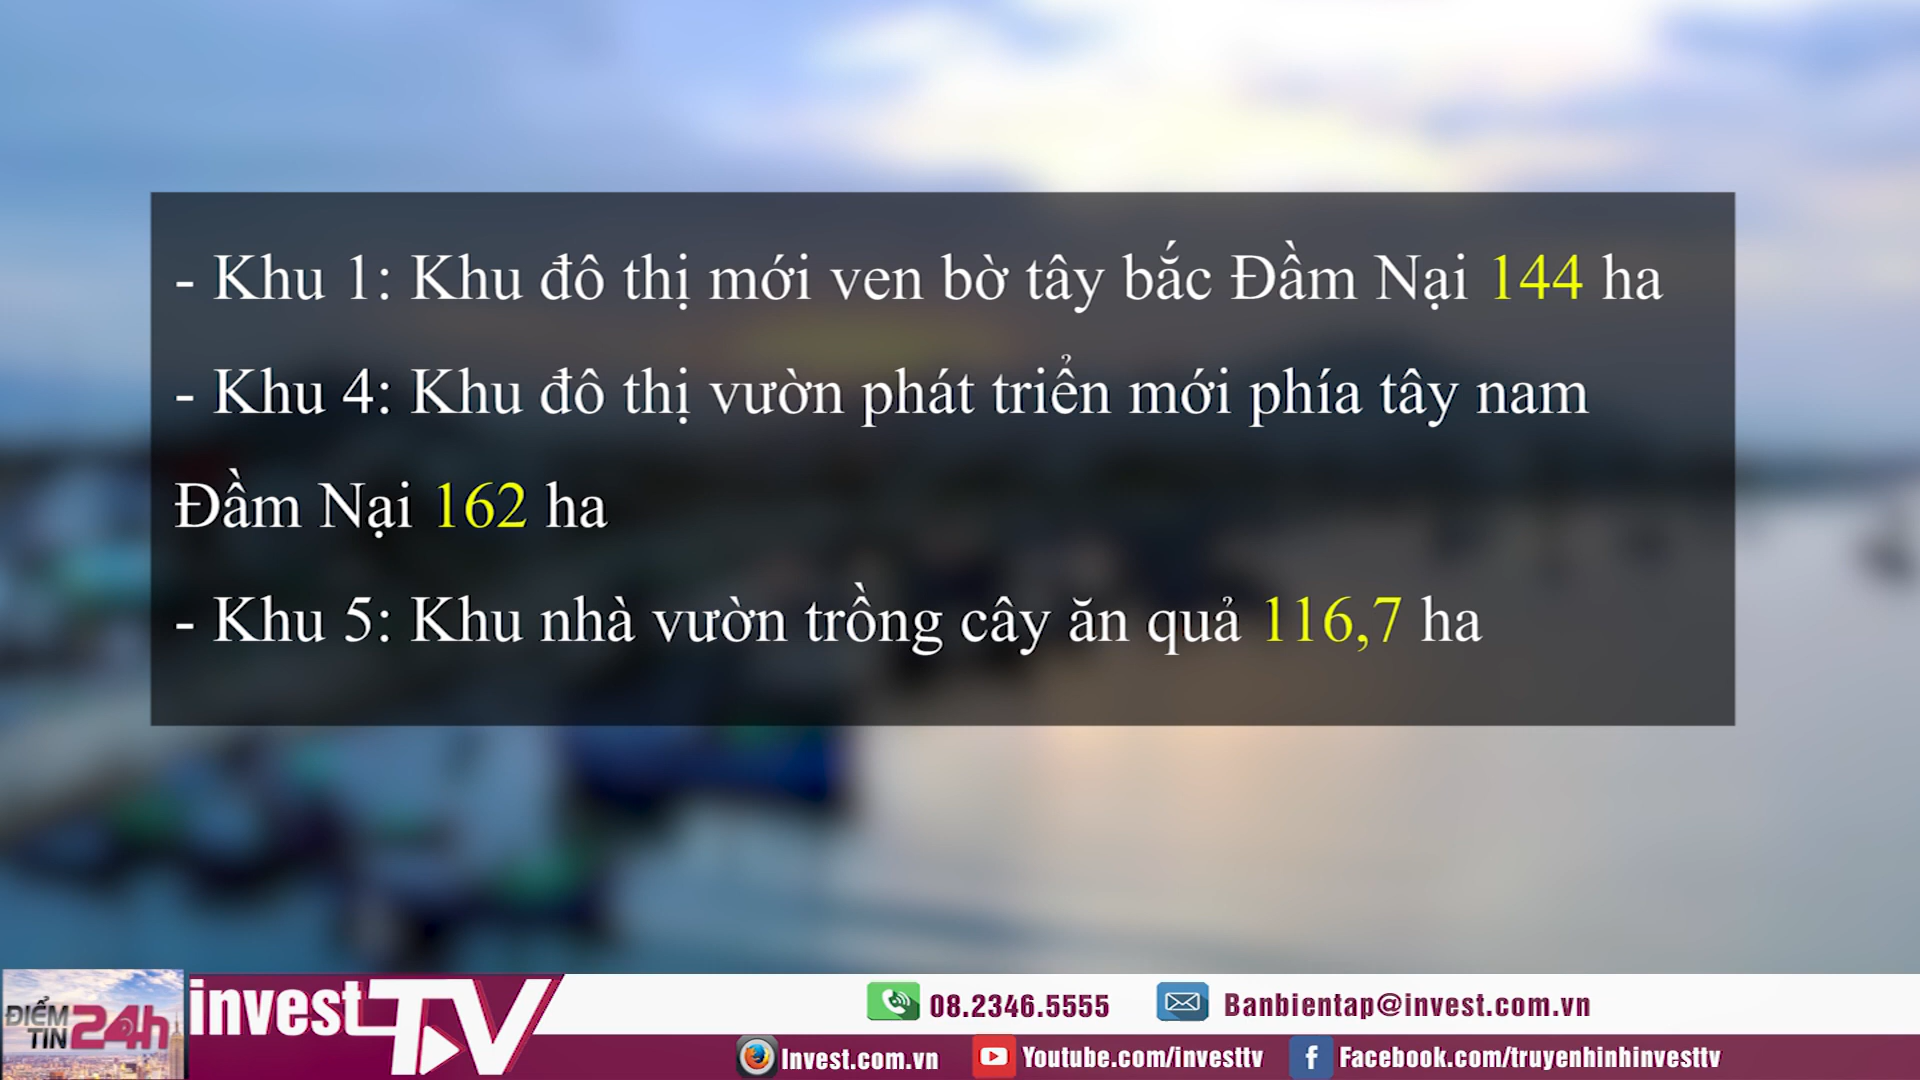 - Khu 1: Khu đô thị mới ven bờ tây bắc Đầm Nại 144 ha
- Khu 4: Khu đô thị vườn phát triển mới phía tây nam
Đầm Nại 162 ha
- Khu 5: Khu nhà vườn trồng cây ăn quả 116,7 ha
ĐIỂM
TIN 24h
invest TV
08.2346.5555
Banbientap@invest.com.vn
Invest.com.vn
Youtube.com/investtv
Facebook.com/truyenhinhinvesttv